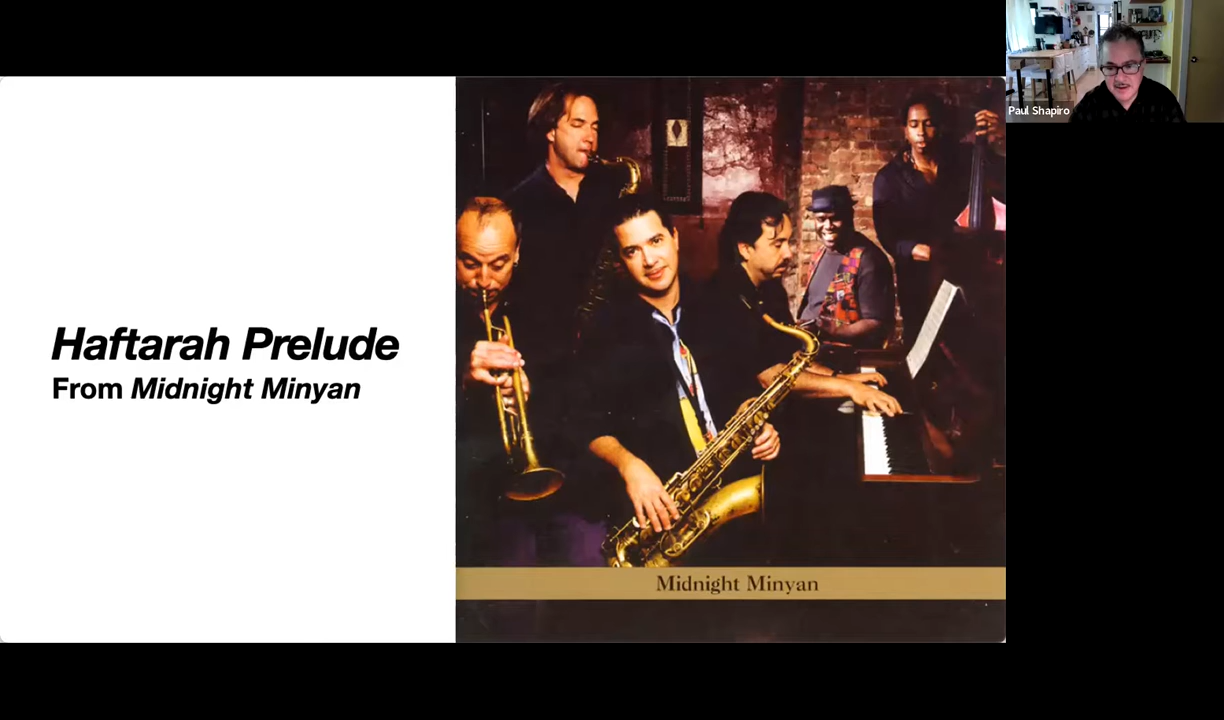 Haftarah Prelude
From Midnight Minyan
Midnight Minyan
Paul Shapiro